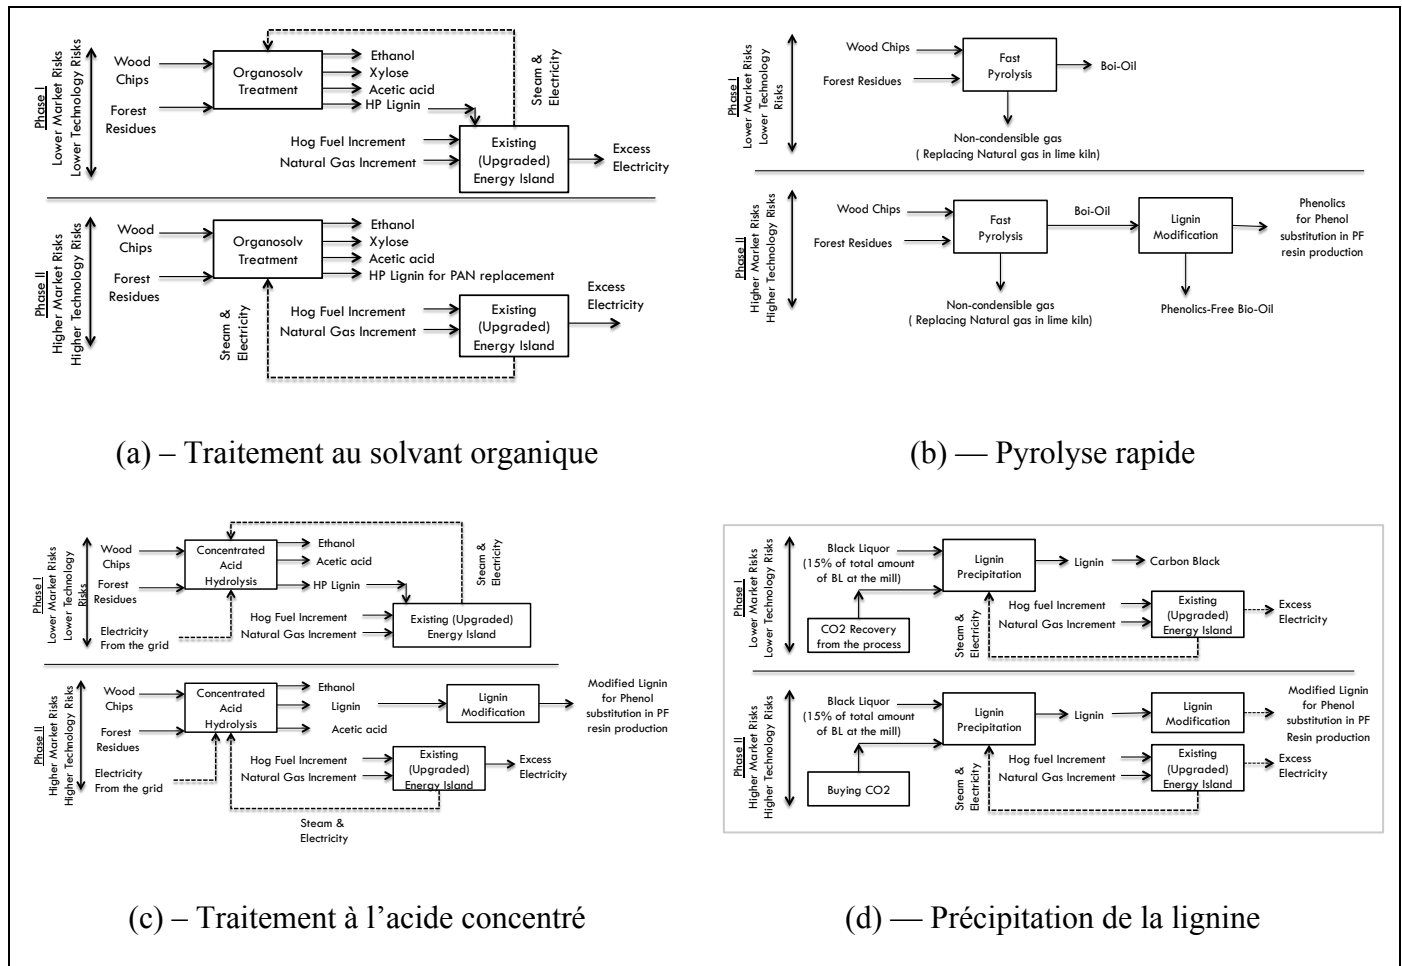 Phase I
Lower Market Risks
Lower Technology Risks
Wood
Chips
Forest
Residues
Organosolv
Treatment
Ethanol
Xylose
Acetic acid
HP Lignin
Steam &
Electricity
Hog Fuel Increment
Natural Gas Increment
Existing
(Upgraded)
Energy Island
Excess
Electricity
Phase II
Higher Market Risks
Higher Technology Risks
Wood
Chips
Forest
Residues
Organosolv
Treatment
Ethanol
Xylose
Acetic acid
HP Lignin for PAN replacement
Steam &
Electricity
Hog Fuel Increment
Natural Gas Increment
Existing
(Upgraded)
Energy Island
Excess
Electricity
(a) – Traitement au solvant organique
Phase I
Lower Market Risks
Lower Technology
Risks
Wood Chips
Forest Residues
Fast
Pyrolysis
Boi-Oil
Non-condensible gas
( Replacing Natural gas in lime kiln)
Phase II
Higher Market Risks
Higher Technology Risks
Wood Chips
Forest Residues
Fast
Pyrolysis
Boi-Oil
Lignin
Modification
Phenolics
for Phenol
substitution in PF
resin production
Non-condensible gas
( Replacing Natural gas in lime kiln)
Phenolics-Free Bio-Oil
(b) — Pyrolyse rapide
Phase I
Lower Market Risks
Lower Technology
Risks
Wood
Chips
Forest
Residues
Electricity
From the grid
Concentrated
Acid
Hydrolysis
Ethanol
Acetic acid
HP Lignin
Steam &
Electricity
Hog Fuel Increment
Natural Gas Increment
Existing (Upgraded)
Energy Island
Phase II
Higher Market Risks
Higher Technology Risks
Wood
Chips
Forest
Residues
Electricity
From the grid
Concentrated
Acid
Hydrolysis
Ethanol
Lignin
Acetic acid
Lignin
Modification
Modified Lignin
for Phenol
substitution in PF
resin production
Hog Fuel Increment
Natural Gas Increment
Existing
(Upgraded)
Energy Island
Excess
Electricity
Steam &
Electricity
(c) – Traitement à l’acide concentré
Phase I
Lower Market Risks
Lower Technology Risks
Black Liquor
(15% of total amount
of BL at the mill)
CO2 Recovery
from the process
Lignin
Precipitation
Lignin
Carbon Black
Steam &
Electricity
Hog fuel Increment
Natural Gas Increment
Existing
(Upgraded)
Energy Island
Excess
Electricity
Phase II
Higher Market Risks
Higher Technology Risks
Black Liquor
(15% of total amount
of BL at the mill)
Buying CO2
Lignin
Precipitation
Lignin
Lignin
Modification
Modified Lignin
for Phenol
substitution in PF
Resin production
Steam &
Electricity
Hog fuel Increment
Natural Gas Increment
Existing
(Upgraded)
Energy Island
Excess
Electricity
(d) — Précipitation de la lignine